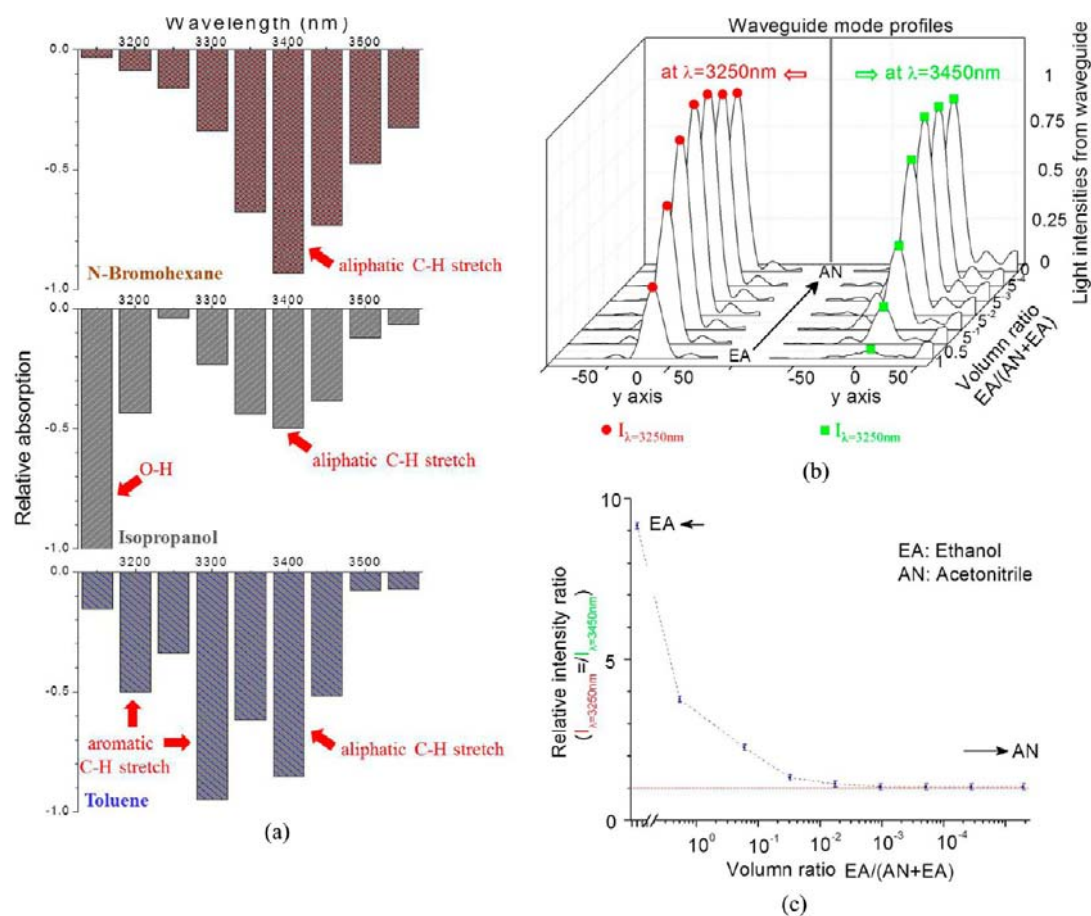 Wavelength (nm)
3200 3300 3400 3500
0.0
-0.5
-1.0
aliphatic C-H stretch
N-Bromohexane
0.0
-0.5
-1.0
O-H
aliphatic C-H stretch
Isopropanol
3200 3300 3400 3500
0.0
-0.5
-1.0
aromatic
C-H stretch
aliphatic C-H stretch
Toluene
Relative absorption
(a)
Waveguide mode profiles
at λ=3250nm
at λ=3450nm
1
0.75
0.5
0.25
0
Light intensities from waveguide
AN
EA
-50 0 50
y axis
-50 0 50
y axis
1 0.5
Volumn ratio
EA/(AN+EA)
I λ=3250nm
I λ=3250nm
(b)
10
5
0
EA
EA: Ethanol
AN: Acetonitrile
AN
Relative intensity ratio
(I λ=3250nm =/I λ=3450nm)
10⁰ 10⁻¹ 10⁻² 10⁻³ 10⁻⁴
Volumn ratio EA/(AN+EA)
(c)